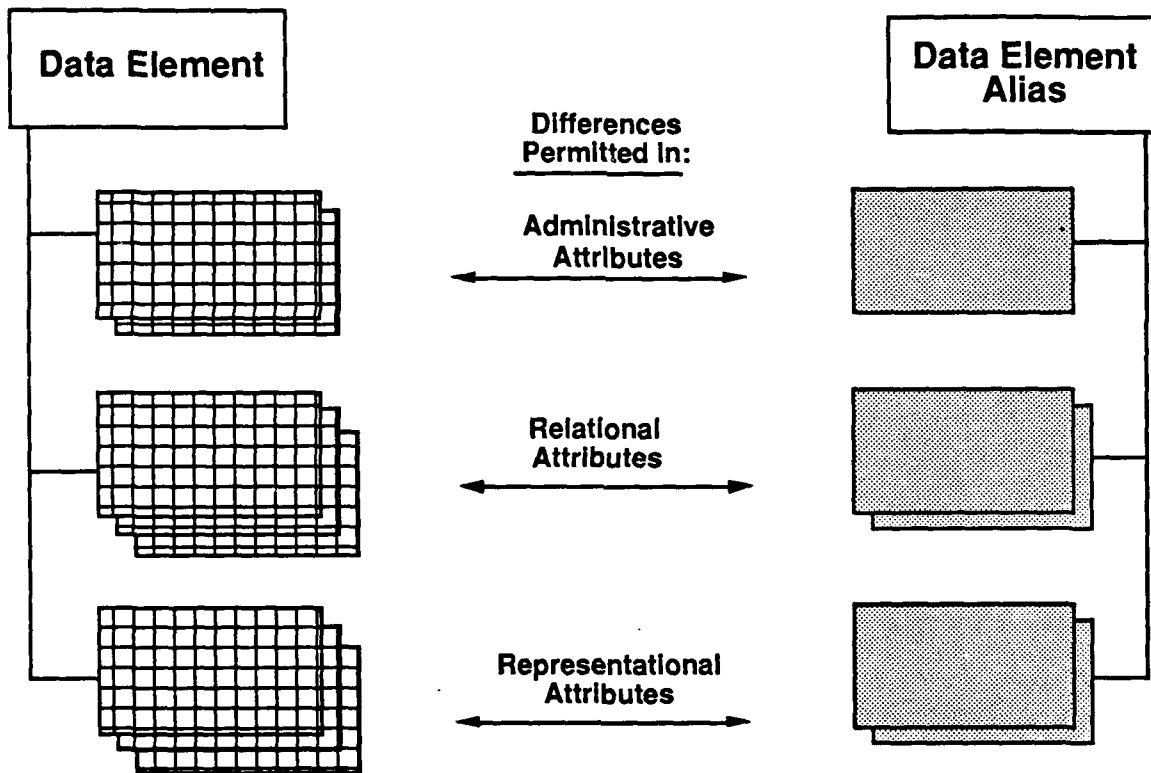 Data Element
Data Element
Alias
Differences
Permitted In:
Administrative
Attributes
Relational
Attributes
Representational
Attributes